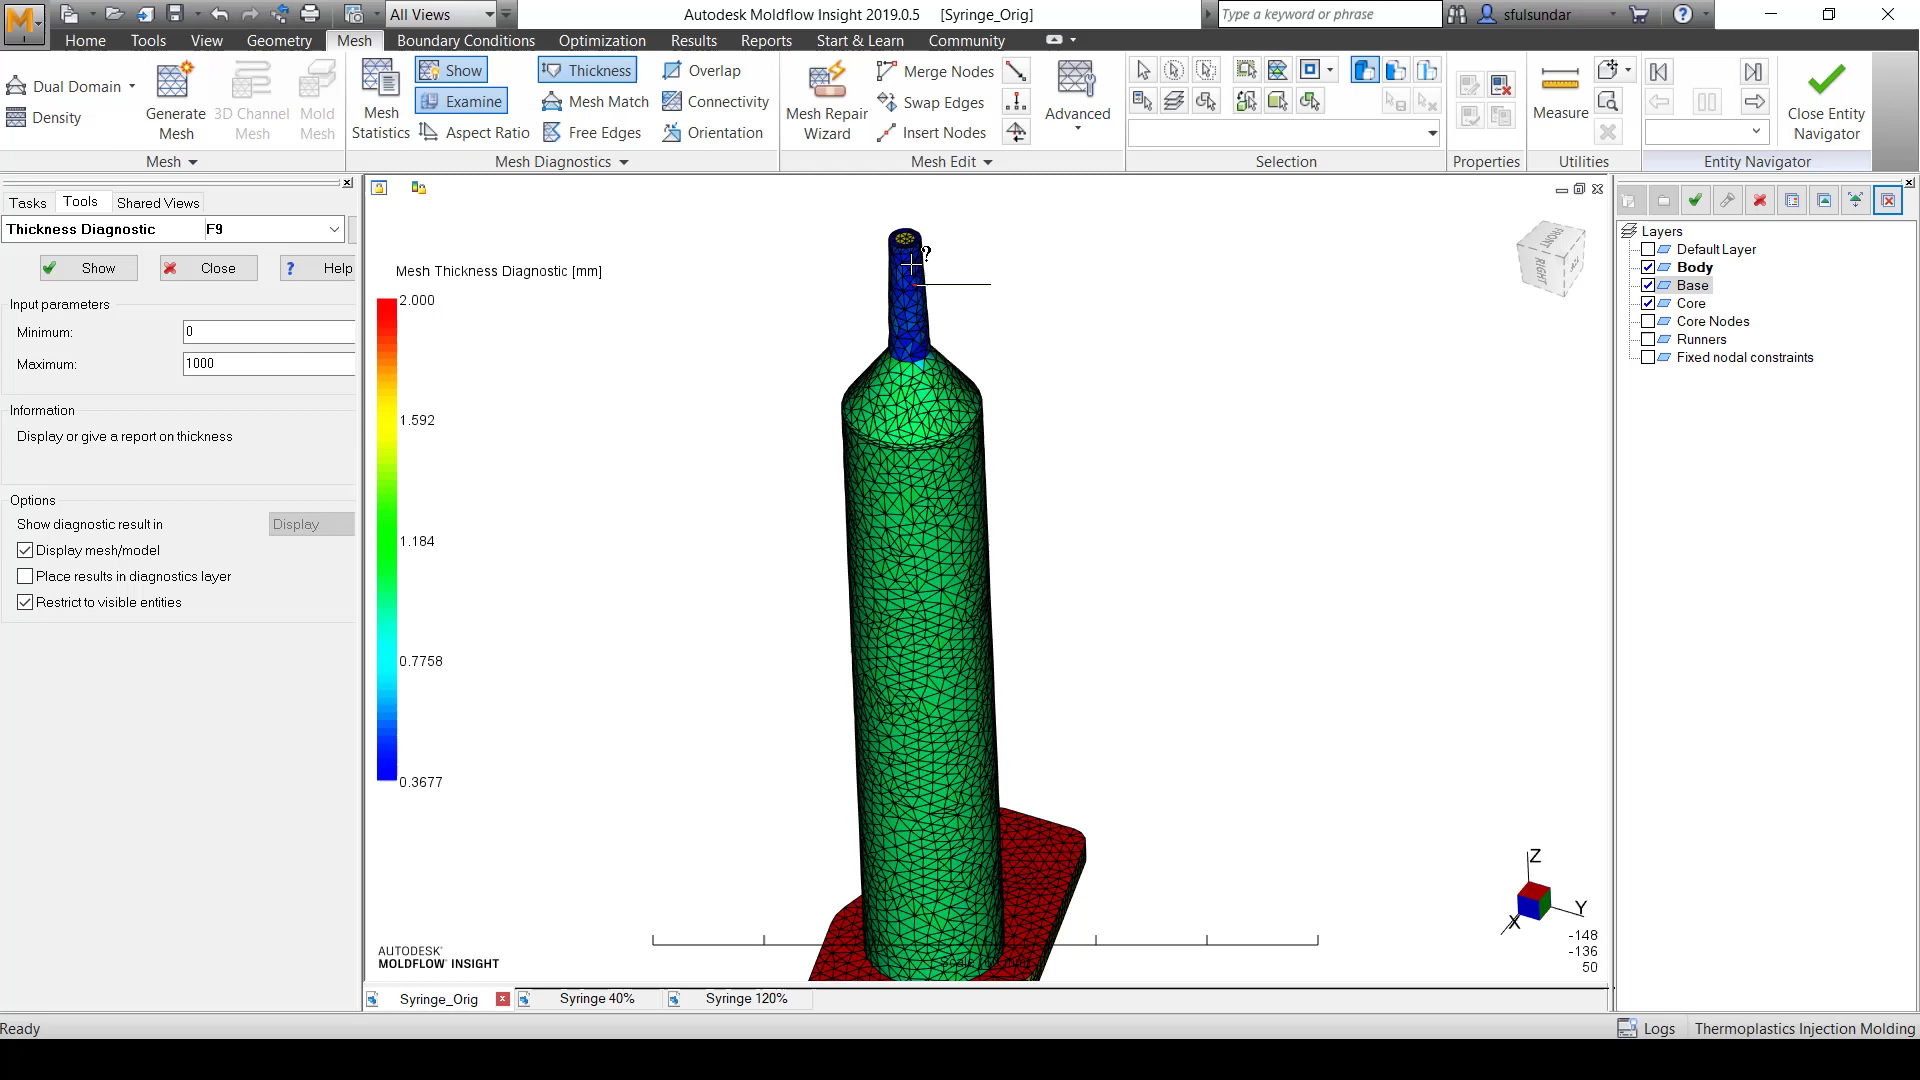 All Views
Autodesk Moldflow Insight 2019.0.5 [Syringe_Orig]
Type a keyword or phrase
sfulsundar
Home Tools View Geometry Mesh Boundary Conditions Optimization Results Reports Start & Learn Community
Dual Domain
Density
Generate Mesh
3D Channel Mesh
Mold Mesh
Mesh Statistics
Show
Examine
Aspect Ratio
Thickness
Mesh Match
Free Edges
Overlap
Connectivity
Orientation
Mesh Repair Wizard
Merge Nodes
Swap Edges
Insert Nodes
Advanced
Measure
Close Entity Navigator
Mesh
Mesh Diagnostics
Mesh Edit
Selection
Properties
Utilities
Entity Navigator
Tasks Tools Shared Views
Thickness Diagnostic F9
Show Close Help
Input parameters
Minimum: 0
Maximum: 1000
Information
Display or give a report on thickness
Options
Show diagnostic result in Display
Display mesh/model
Place results in diagnostics layer
Restrict to visible entities
Mesh Thickness Diagnostic [mm]
2.000
1.592
1.184
0.7758
0.3677
FRONT
RIGHT
Z
Y
X
-148
-136
50
AUTODESK
MOLDFLOW INSIGHT
Layers
Default Layer
Body
Base
Core
Core Nodes
Runners
Fixed nodal constraints
Syringe_Orig Syringe 40% Syringe 120%
Ready
Logs Thermoplastics Injection Molding